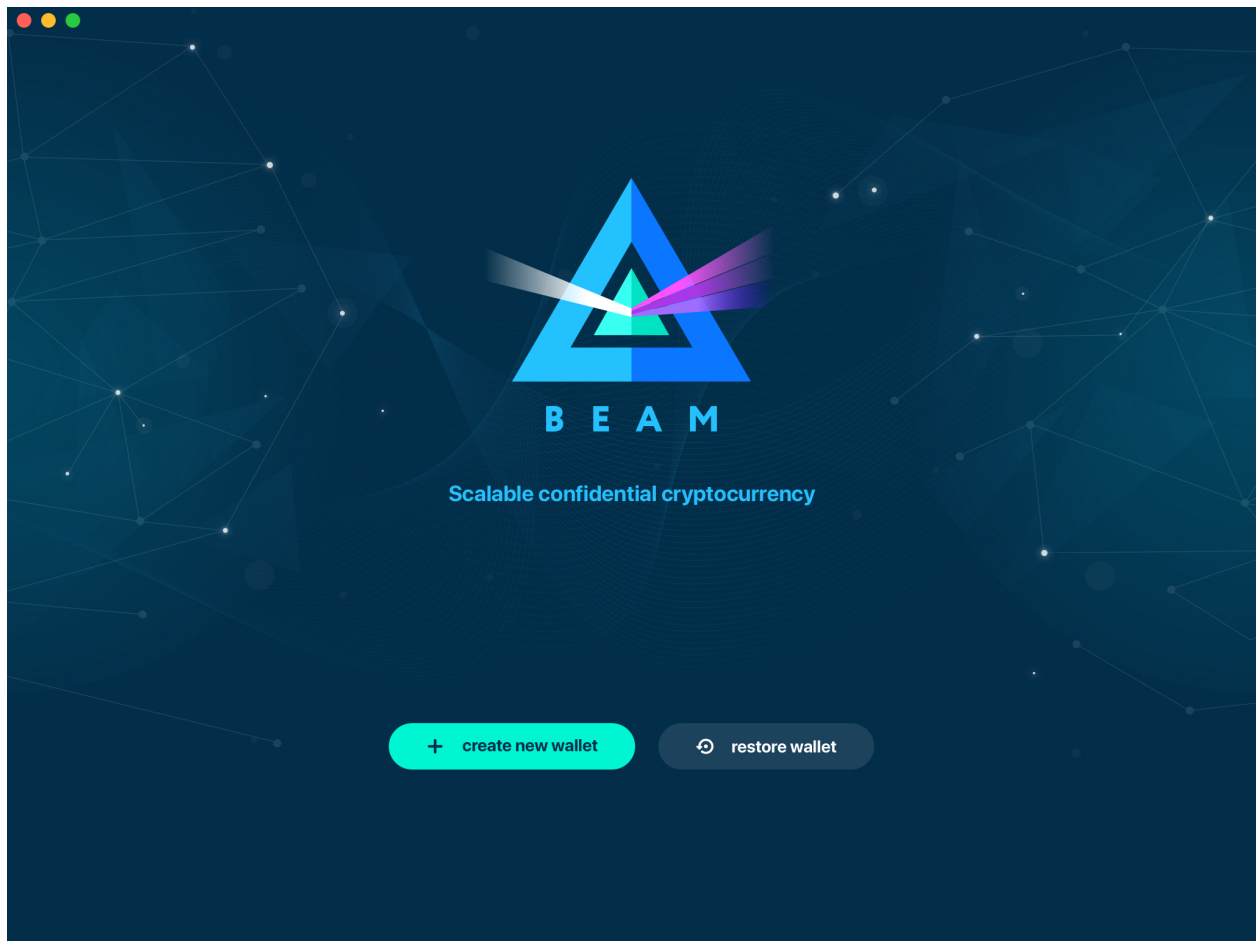 BEAM
Scalable confidential cryptocurrency
create new wallet
restore wallet